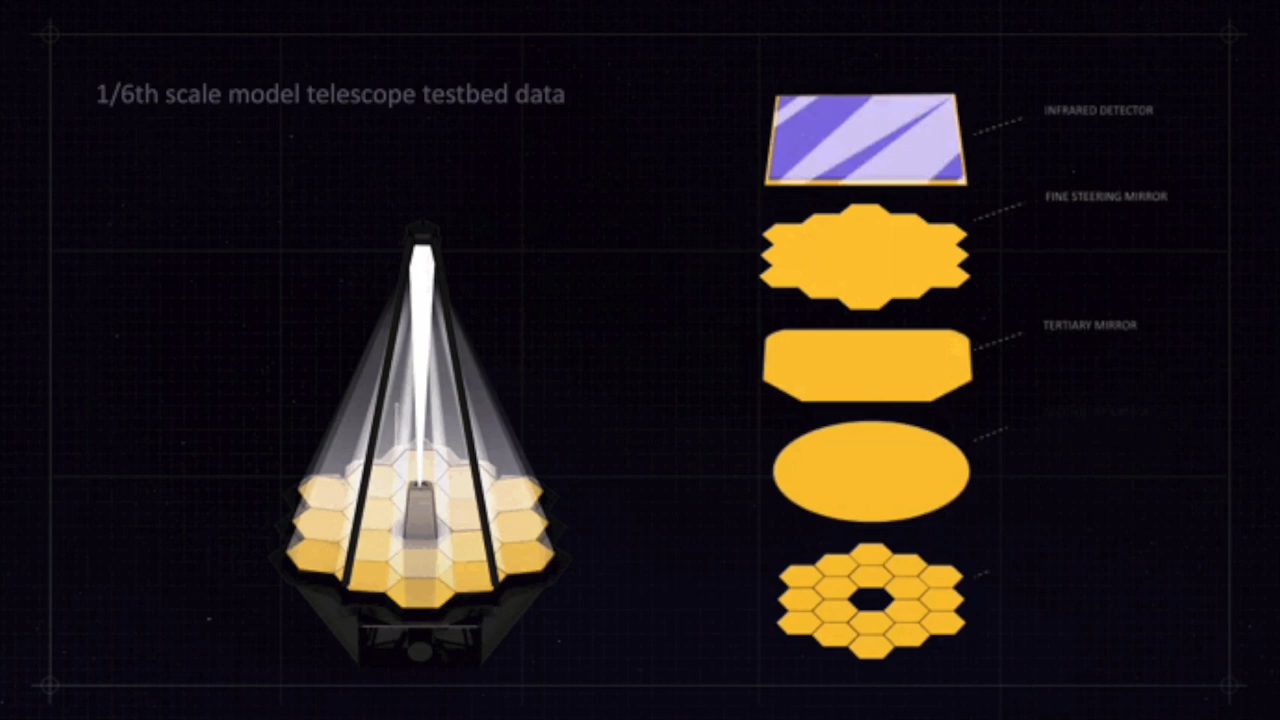 1/6th scale model telescope testbed data
INFRARED DETECTOR
FINE STEERING MIRROR
TERTIARY MIRROR